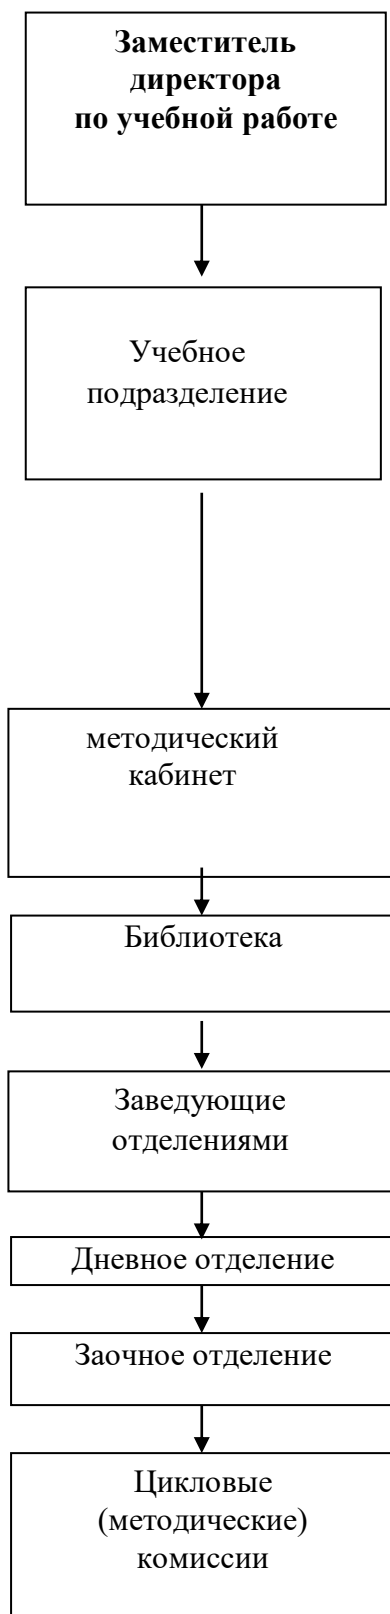 Заместитель
директора
по учебной работе
Учебное
подразделение
методический
кабинет
Библиотека
Заведующие
отделениями
Дневное отделение
Заочное отделение
Цикловые
(методические)
комиссии